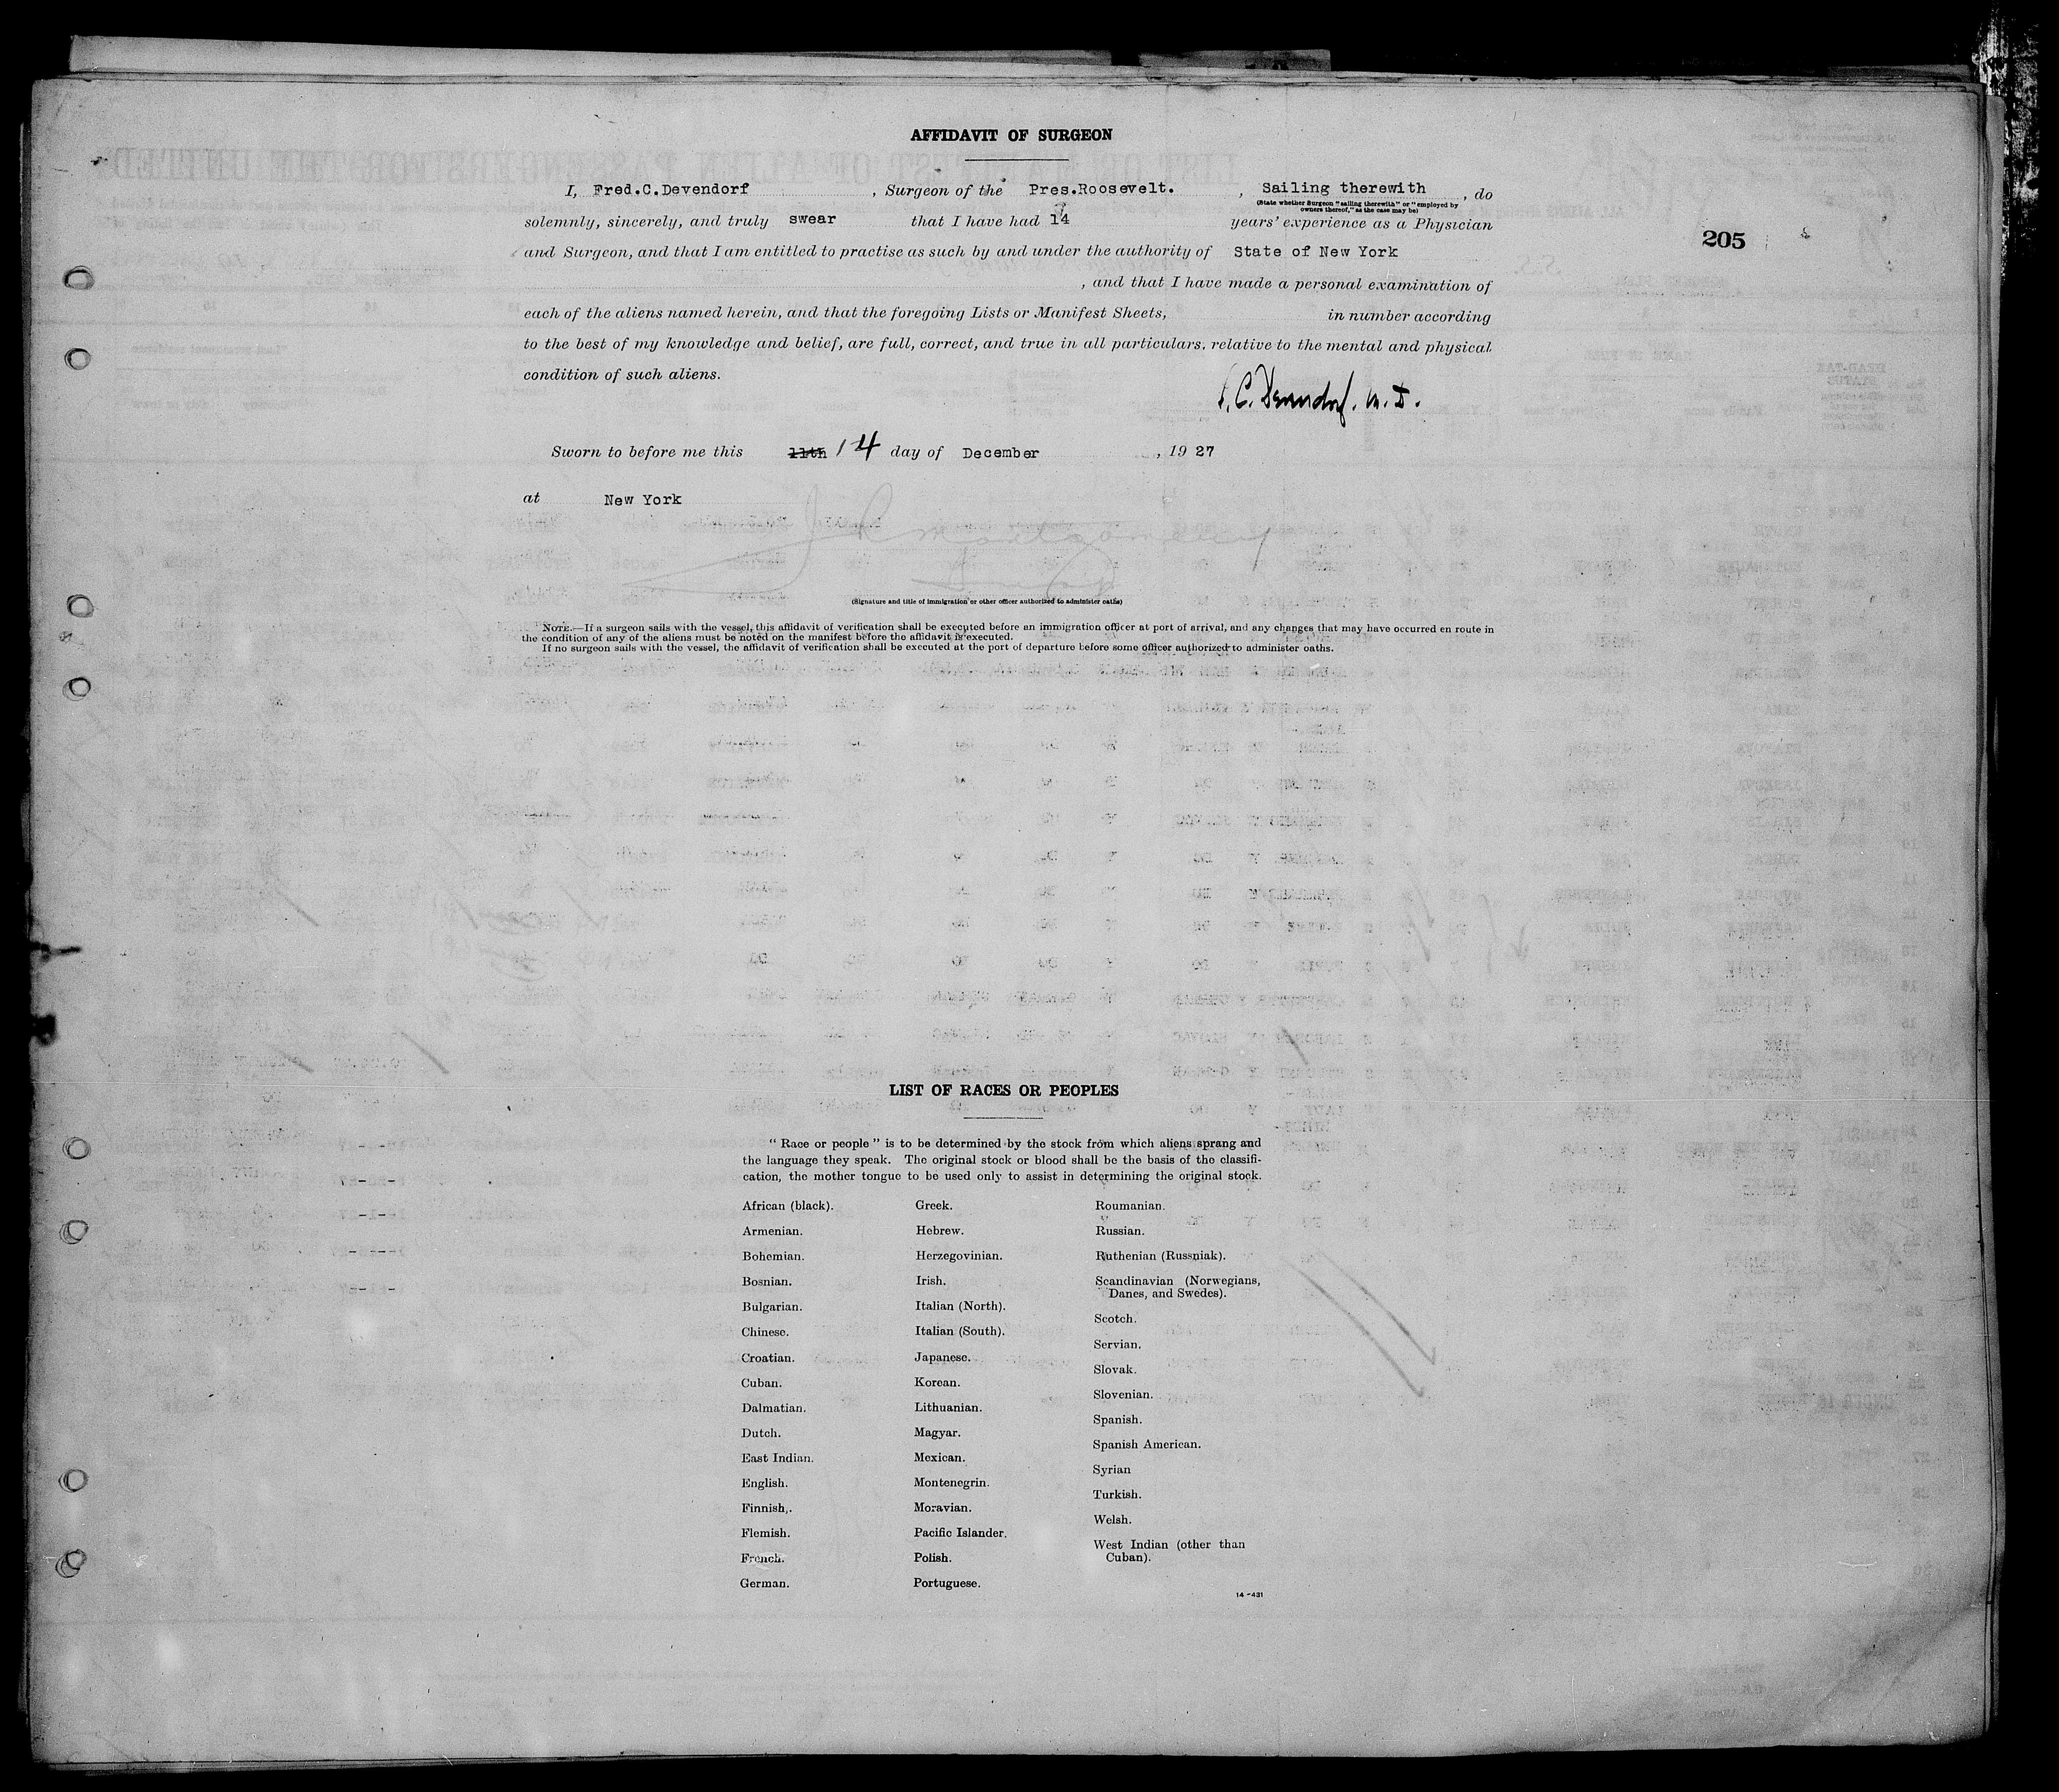 AFFIDAVIT OF SURGEON
I, Fred.C.Devendorf , Surgeon of the Pres.Roosevelt. , Sailing therewith , do
(State whether Surgeon "sailing therewith" or "employed by
owners thereof," as the case may be)
solemnly, sincerely, and truly swear that I have had 14 years' experience as a Physician
205
and Surgeon, and that I am entitled to practise as such by and under the authority of State of New York
, and that I have made a personal examination of
each of the aliens named herein, and that the foregoing Lists or Manifest Sheets, in number according
to the best of my knowledge and belief, are full, correct, and true in all particulars, relative to the mental and physical
condition of such aliens.
F. C. Devendorf. M. D.
Sworn to before me this 11th 14 day of December , 19 27
at New York
J R Montgomery
(Signature and title of immigration or other officer authorized to administer oaths)
NOTE.—If a surgeon sails with the vessel, this affidavit of verification shall be executed before an immigration officer at port of arrival, and any changes that may have occurred en route in
the condition of any of the aliens must be noted on the manifest before the affidavit is executed.
If no surgeon sails with the vessel, the affidavit of verification shall be executed at the port of departure before some officer authorized to administer oaths.
LIST OF RACES OR PEOPLES
" Race or people " is to be determined by the stock from which aliens sprang and
the language they speak. The original stock or blood shall be the basis of the classifi-
cation, the mother tongue to be used only to assist in determining the original stock.
African (black).
Armenian.
Bohemian.
Bosnian.
Bulgarian.
Chinese.
Croatian.
Cuban.
Dalmatian.
Dutch.
East Indian.
English.
Finnish.
Flemish.
French.
German.
Greek.
Hebrew.
Herzegovinian.
Irish.
Italian (North).
Italian (South).
Japanese.
Korean.
Lithuanian.
Magyar.
Mexican.
Montenegrin.
Moravian.
Pacific Islander.
Polish.
Portuguese.
Roumanian.
Russian.
Ruthenian (Russniak).
Scandinavian (Norwegians,
Danes, and Swedes).
Scotch.
Servian.
Slovak.
Slovenian.
Spanish.
Spanish American.
Syrian
Turkish.
Welsh.
West Indian (other than
Cuban).
14-431